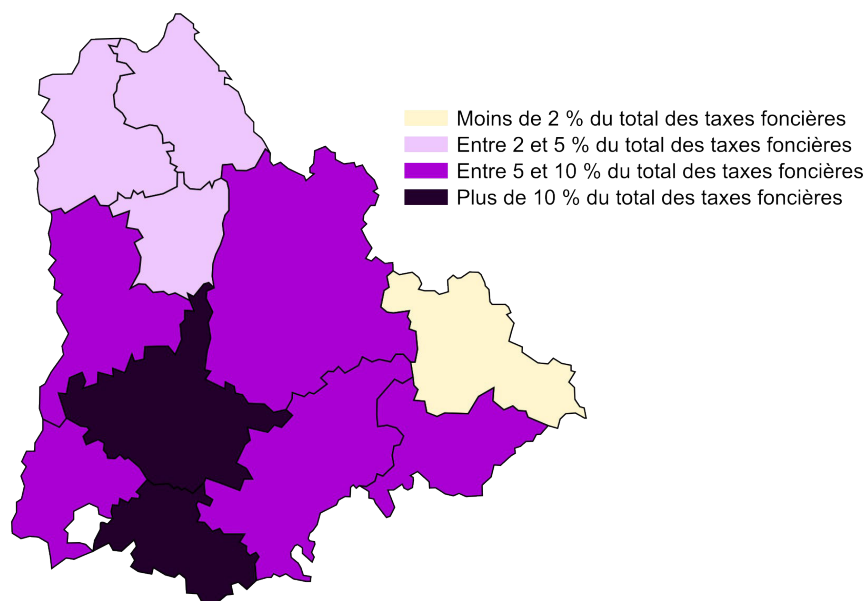 Moins de 2 % du total des taxes foncières
Entre 2 et 5 % du total des taxes foncières
Entre 5 et 10 % du total des taxes foncières
Plus de 10 % du total des taxes foncières